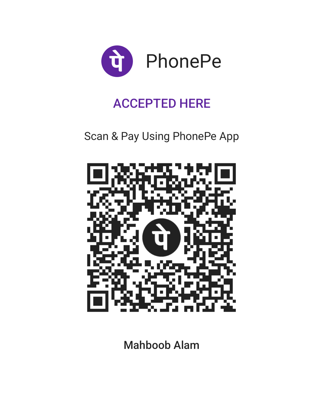 पे PhonePe
ACCEPTED HERE
Scan & Pay Using PhonePe App
पे
Mahboob Alam